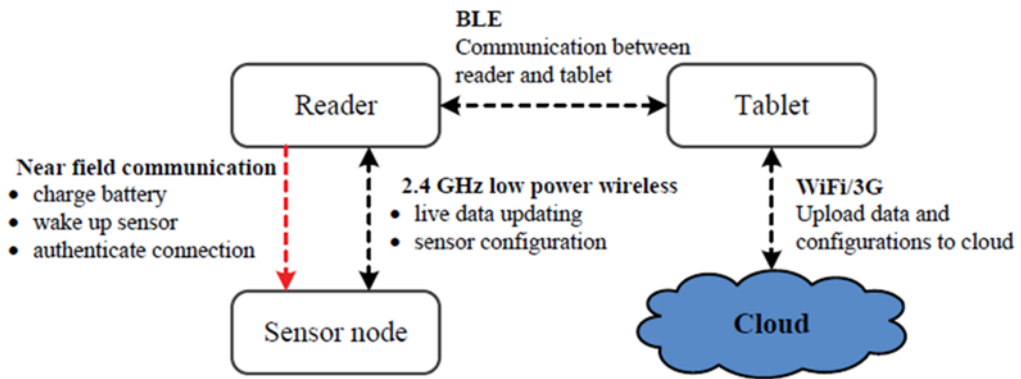 BLE
Communication between
reader and tablet
Reader
Tablet
Near field communication
• charge battery
• wake up sensor
• authenticate connection
2.4 GHz low power wireless
• live data updating
• sensor configuration
WiFi/3G
Upload data and
configurations to cloud
Sensor node
Cloud